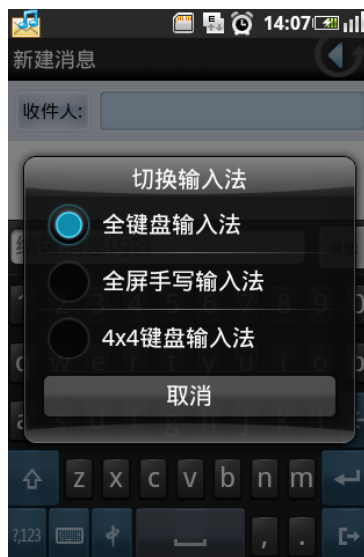 14:07
新建消息
收件人:
切换输入法
全键盘输入法
全屏手写输入法
4x4键盘输入法
取消
z x c v b n m
?123 , .